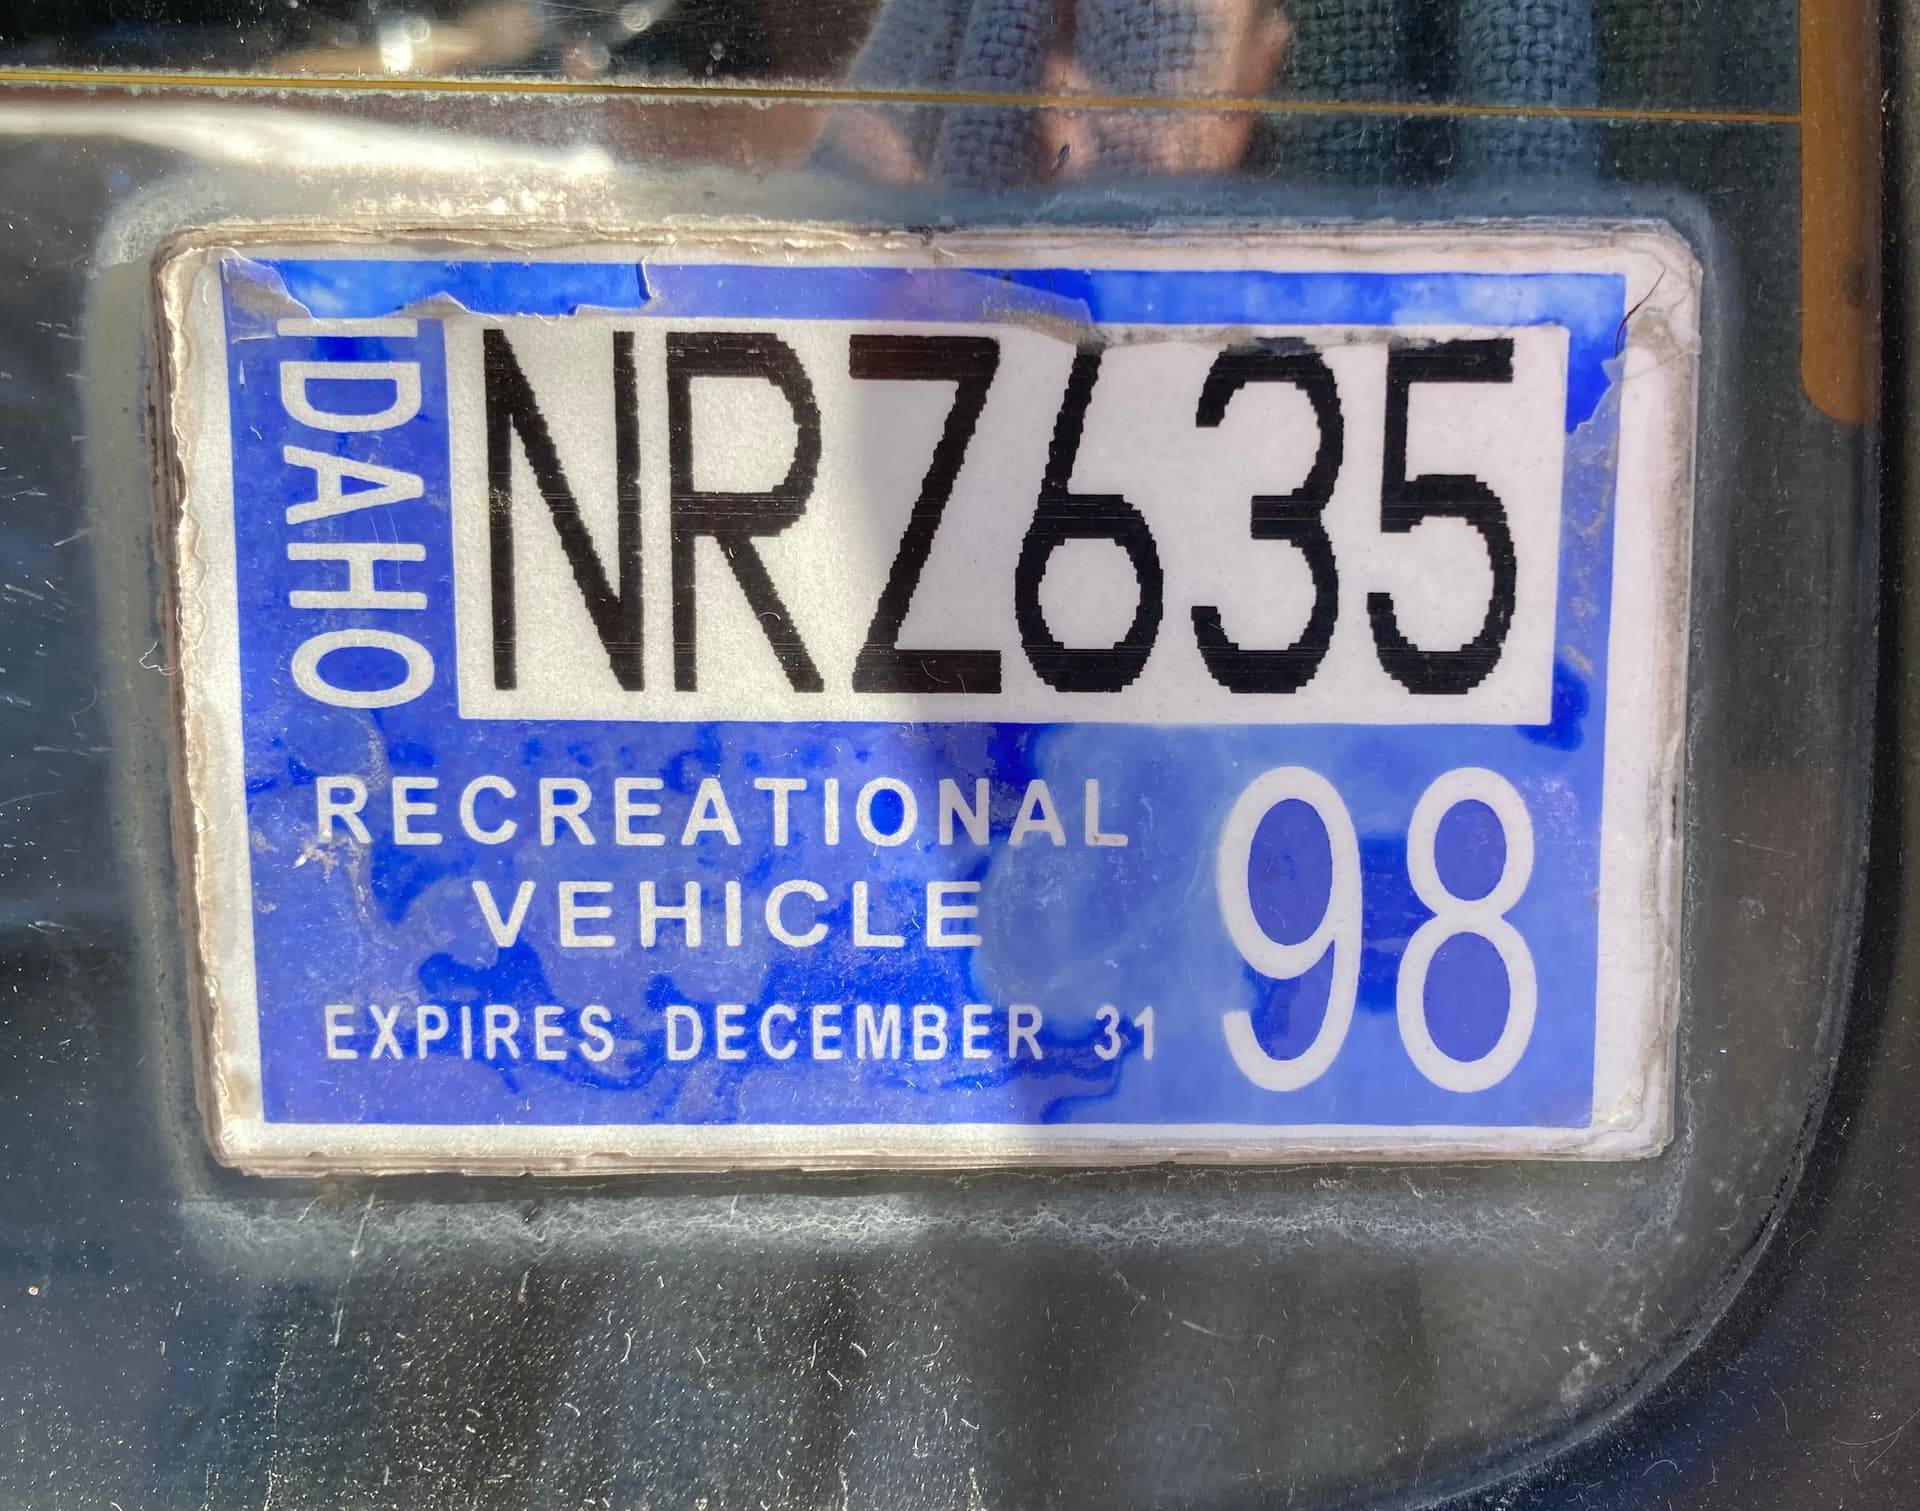 IDAHO
NRZ635
RECREATIONAL
VEHICLE
EXPIRES DECEMBER 31
98